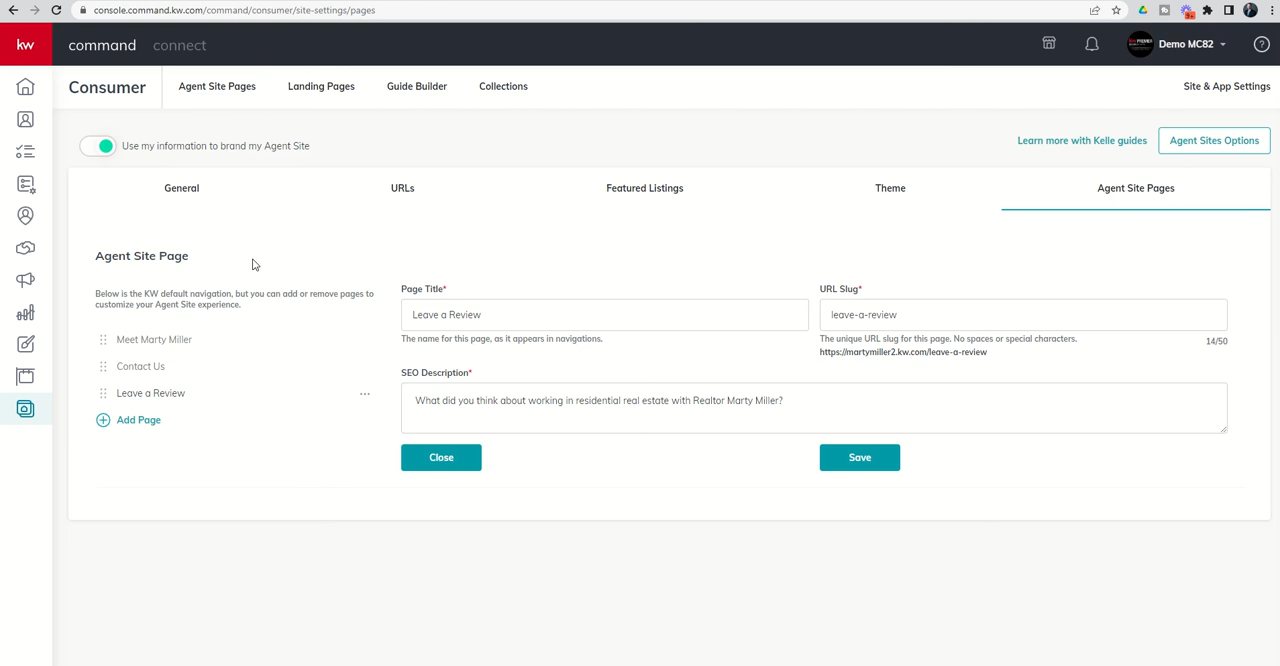 console.command.kw.com/command/consumer/site-settings/pages
9+
kw
command connect
Demo MC82
?
Consumer
Agent Site Pages
Landing Pages
Guide Builder
Collections
Site & App Settings
Use my information to brand my Agent Site
Learn more with Kelle guides
Agent Sites Options
General
URLs
Featured Listings
Theme
Agent Site Pages
Agent Site Page
Below is the KW default navigation, but you can add or remove pages to
customize your Agent Site experience.
Meet Marty Miller
Contact Us
Leave a Review
Add Page
Page Title*
Leave a Review
The name for this page, as it appears in navigations.
URL Slug*
leave-a-review
The unique URL slug for this page. No spaces or special characters.
14/50
https://martymiller2.kw.com/leave-a-review
SEO Description*
What did you think about working in residential real estate with Realtor Marty Miller?
Close
Save